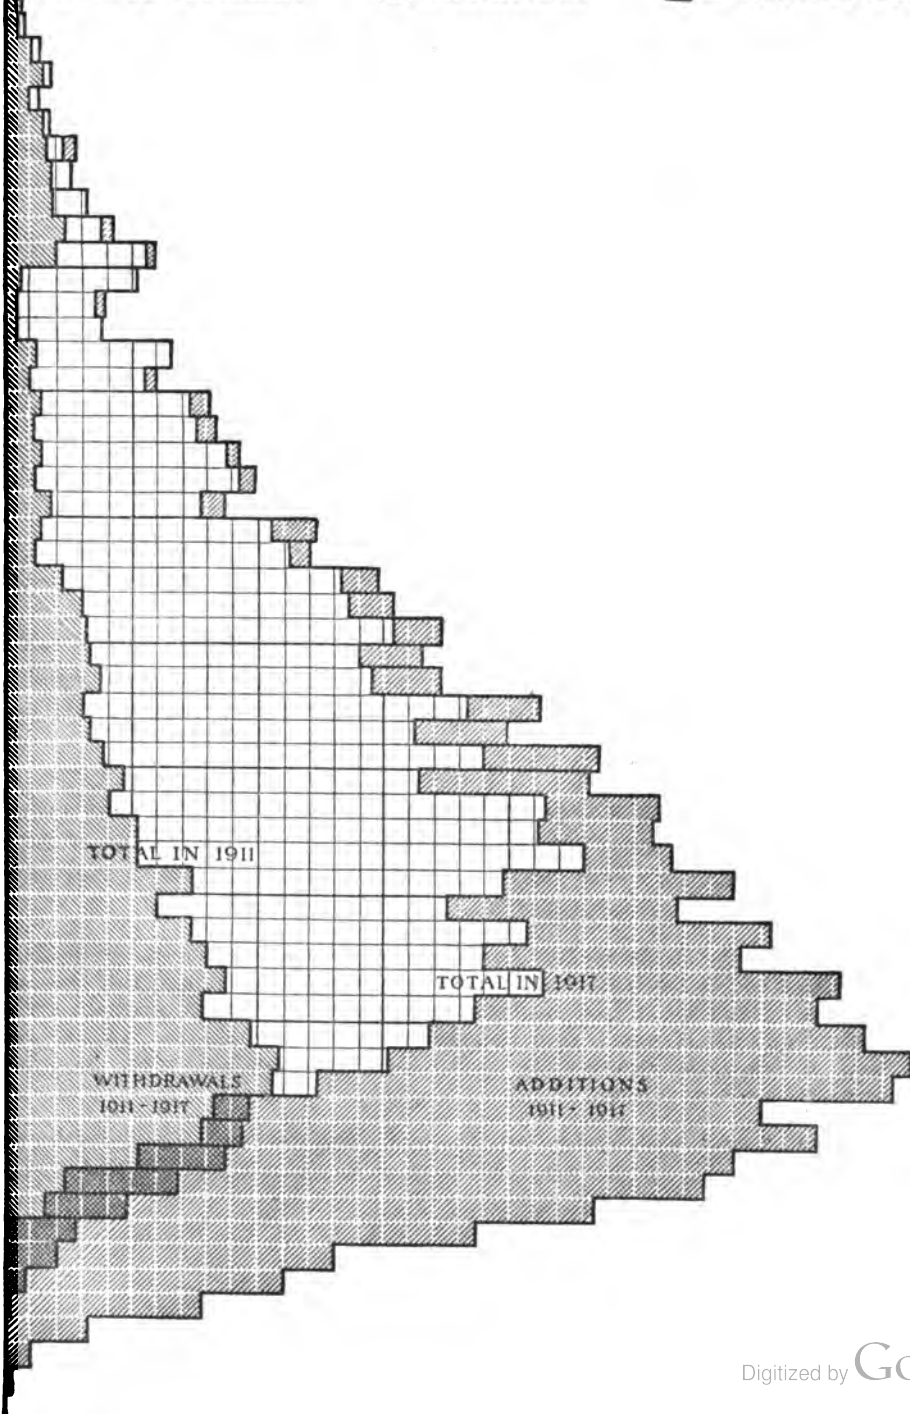 TOTAL IN 1911
TOTAL IN 1917
WITHDRAWALS
1911-1917
ADDITIONS
1911-1917
Digitized by Go